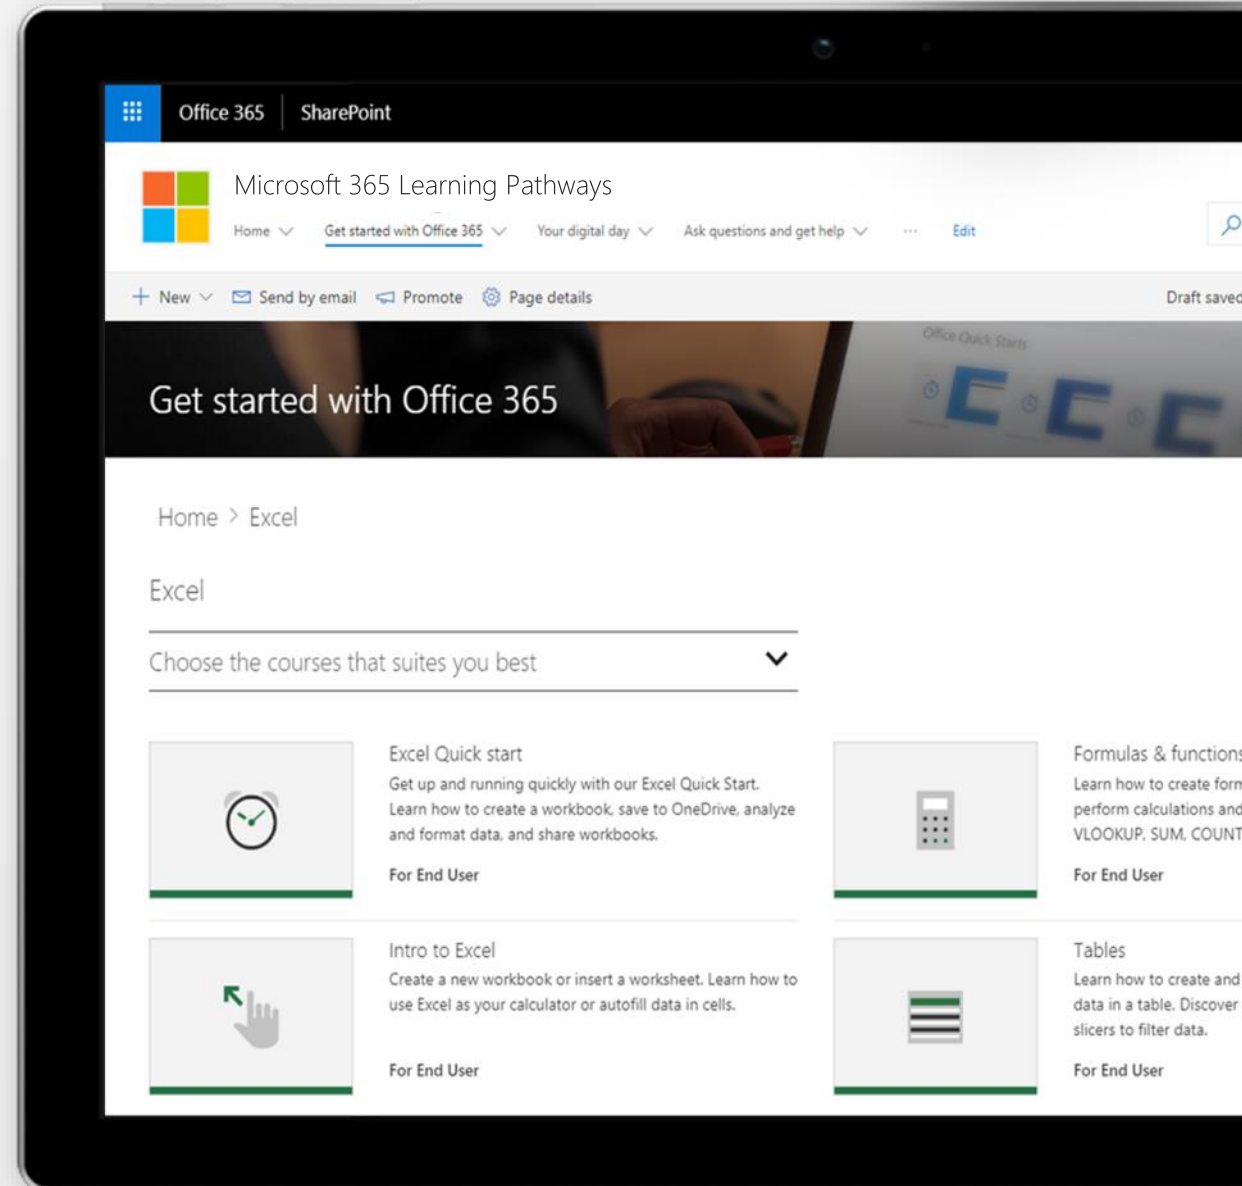 Office 365 SharePoint
Microsoft 365 Learning Pathways
Home Get started with Office 365 Your digital day Ask questions and get help ... Edit
+ New Send by email Promote Page details Draft saved
Office Quick Starts
Get started with Office 365
Home > Excel
Excel
Choose the courses that suites you best
Excel Quick start
Get up and running quickly with our Excel Quick Start.
Learn how to create a workbook, save to OneDrive, analyze
and format data, and share workbooks.
For End User
Formulas & functions
Learn how to create form
perform calculations and
VLOOKUP, SUM, COUNT
For End User
Intro to Excel
Create a new workbook or insert a worksheet. Learn how to
use Excel as your calculator or autofill data in cells.
For End User
Tables
Learn how to create and
data in a table. Discover
slicers to filter data.
For End User